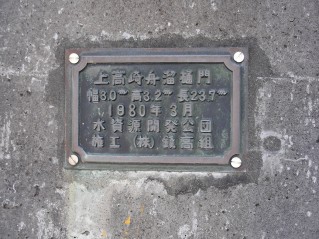 上高崎舟溜樋門
幅3.0m 高3.2m 長23.7m
1980年3月
水資源開発公団
施工 (株) 銭高組